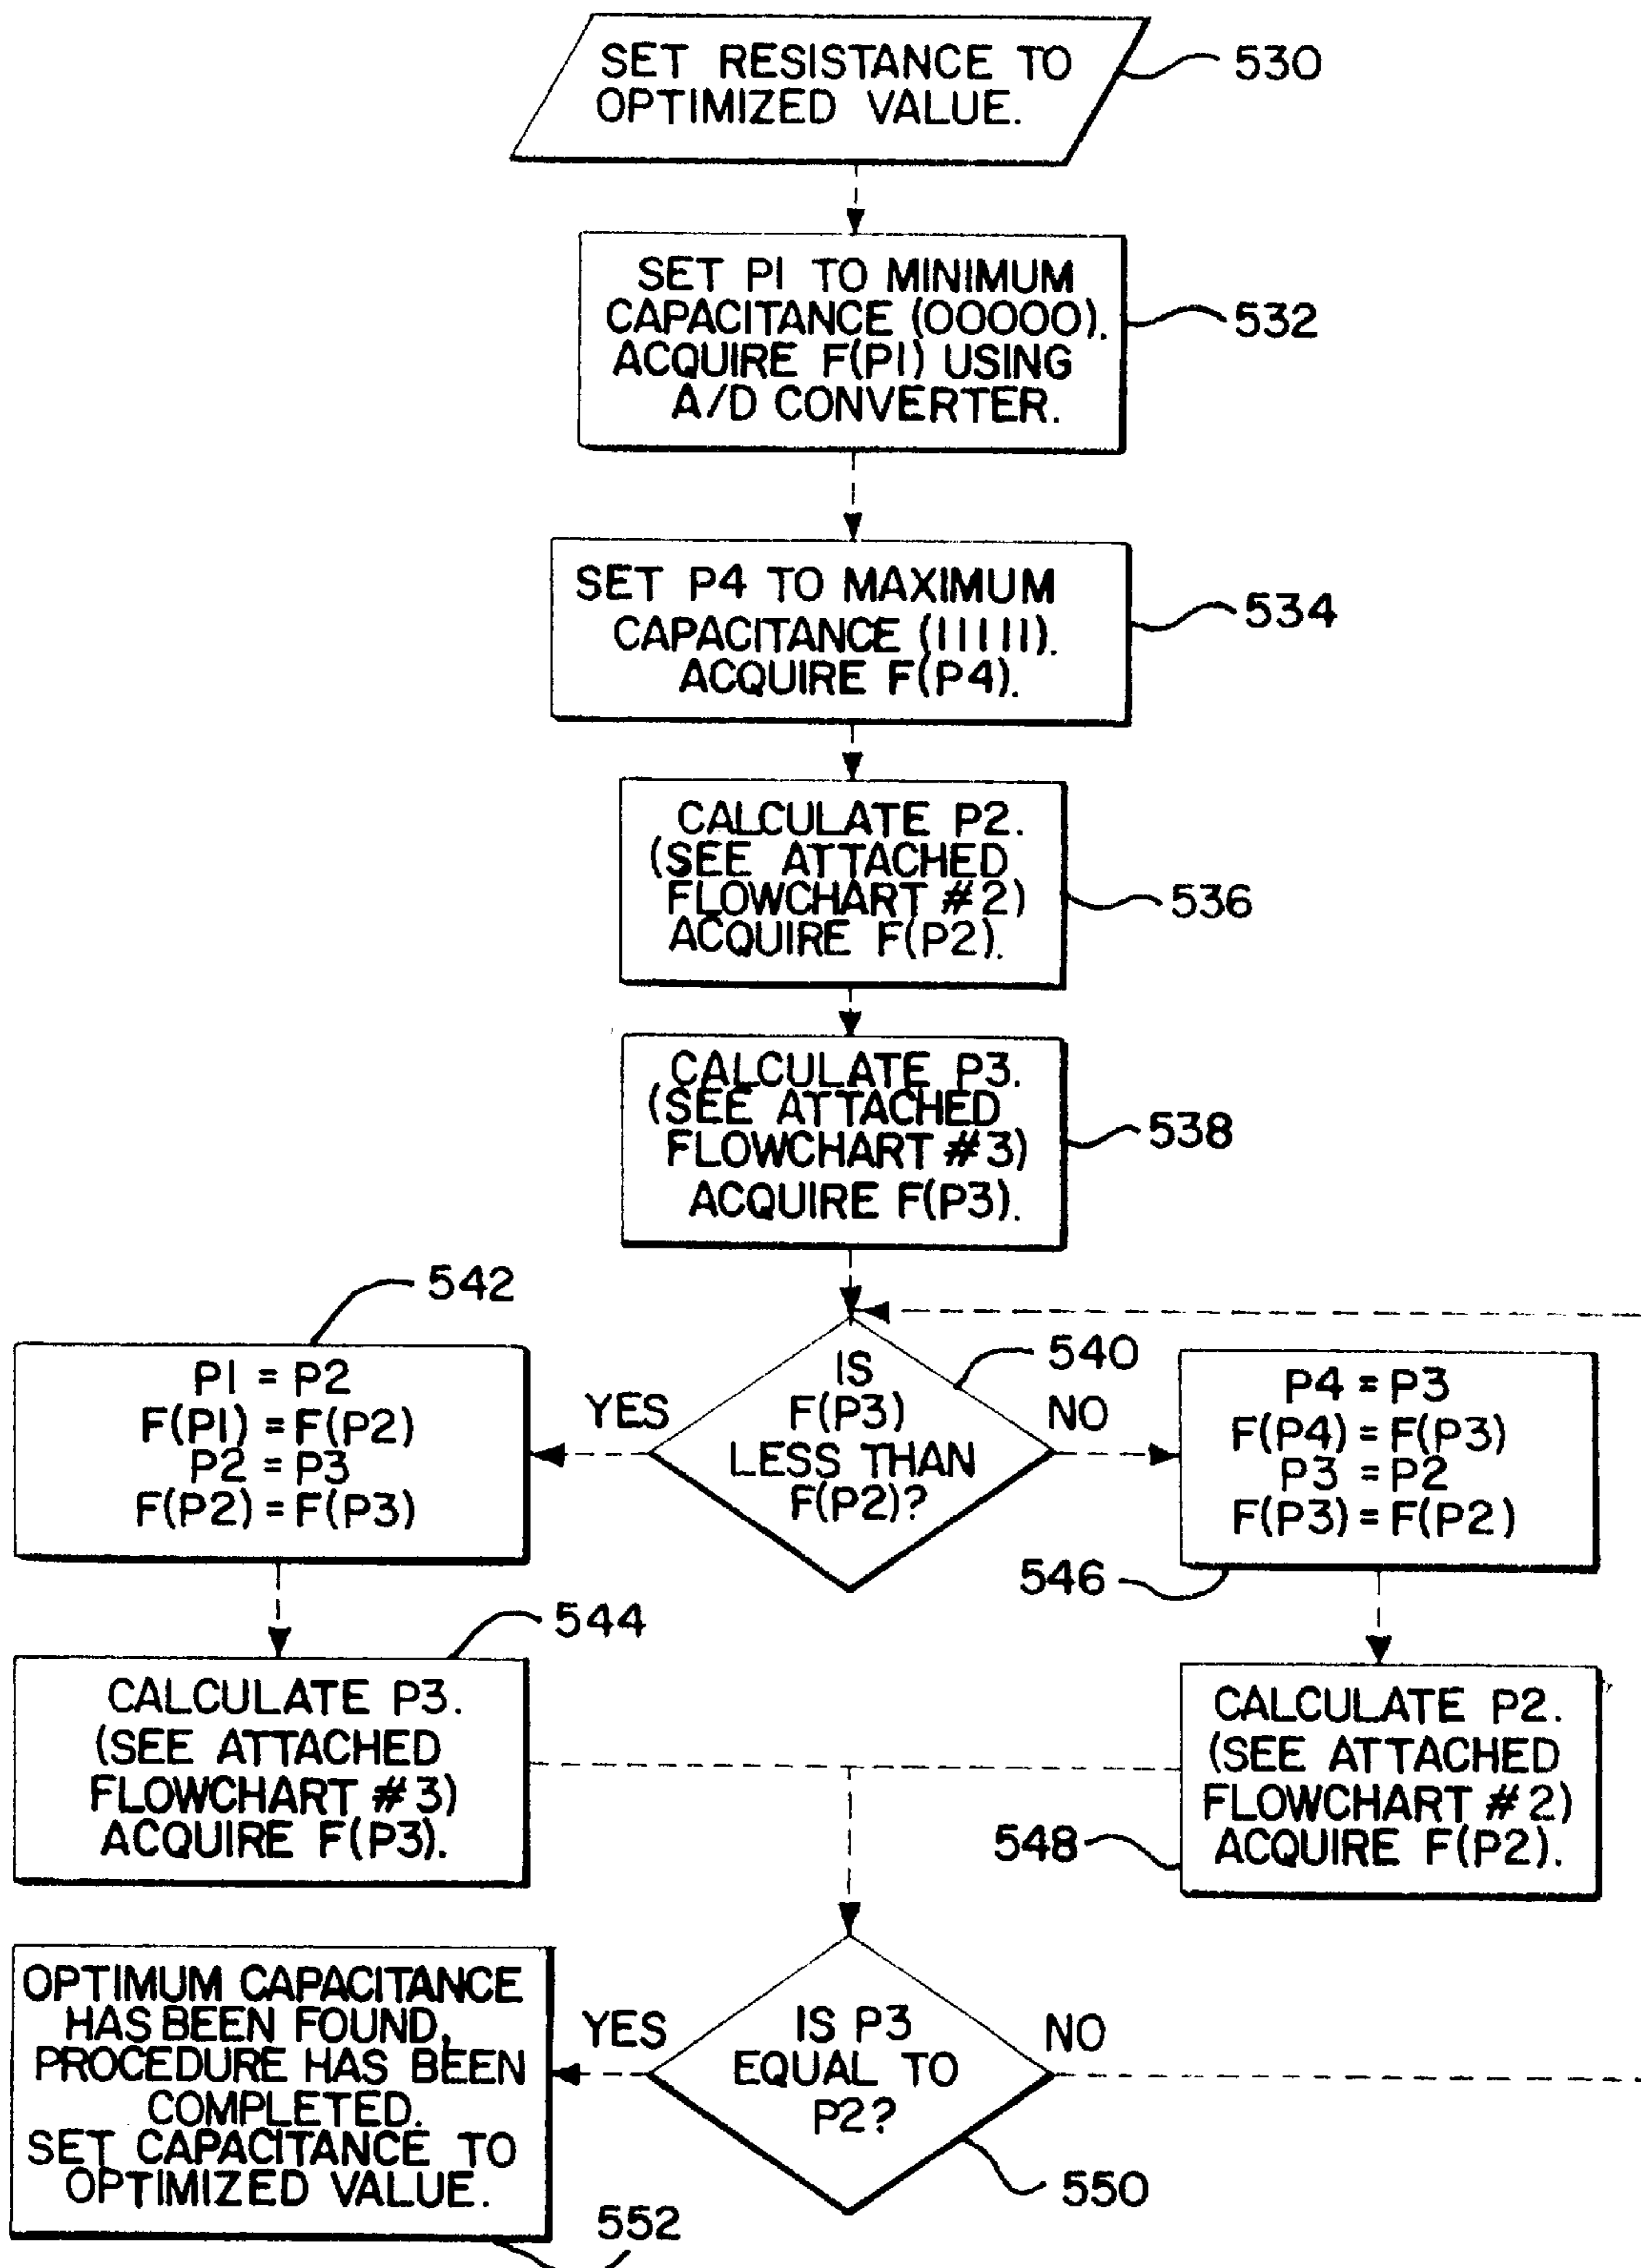 SET RESISTANCE TO
OPTIMIZED VALUE.
530
SET P1 TO MINIMUM
CAPACITANCE (00000).
ACQUIRE F(P1) USING
A/D CONVERTER.
532
SET P4 TO MAXIMUM
CAPACITANCE (11111).
ACQUIRE F(P4).
534
CALCULATE P2.
(SEE ATTACHED
FLOWCHART #2)
ACQUIRE F(P2).
536
CALCULATE P3.
(SEE ATTACHED
FLOWCHART #3)
ACQUIRE F(P3).
538
542
P1 = P2
F(P1) = F(P2)
P2 = P3
F(P2) = F(P3)
YES
IS
F(P3)
LESS THAN
F(P2)?
540
NO
P4 = P3
F(P4) = F(P3)
P3 = P2
F(P3) = F(P2)
546
544
CALCULATE P3.
(SEE ATTACHED
FLOWCHART #3)
ACQUIRE F(P3).
CALCULATE P2.
(SEE ATTACHED
FLOWCHART #2)
ACQUIRE F(P2).
548
OPTIMUM CAPACITANCE
HAS BEEN FOUND,
PROCEDURE HAS BEEN
COMPLETED.
SET CAPACITANCE TO
OPTIMIZED VALUE.
YES
IS P3
EQUAL TO
P2?
NO
550
552